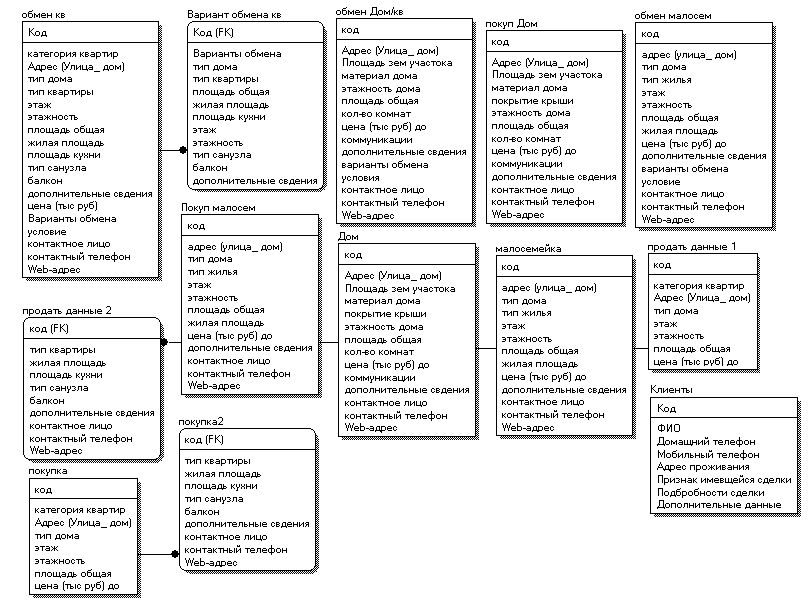 обмен кв
Код
категория квартир
Адрес (Улица_ дом)
тип дома
тип квартиры
этаж
этажность
площадь общая
жилая площадь
площадь кухни
тип санузла
балкон
дополнительные свдения
цена (тыс руб)
Варианты обмена
условие
контактное лицо
контактный телефон
Web-адрес
Вариант обмена кв
Код (FK)
Варианты обмена
тип дома
тип квартиры
площадь общая
жилая площадь
площадь кухни
этаж
этажность
тип санузла
балкон
дополнительные свдения
обмен Дом/кв
код
Адрес (Улица_ дом)
Площадь зем участока
материал дома
этажность дома
площадь общая
кол-во комнат
цена (тыс руб) до
коммуникации
дополнительные свдения
варианты обмена
условия
контактное лицо
контактный телефон
Web-адрес
покуп Дом
код
Адрес (Улица_ дом)
Площадь зем участока
материал дома
покрытие крыши
этажность дома
площадь общая
кол-во комнат
цена (тыс руб) до
коммуникации
дополнительные свдения
контактное лицо
контактный телефон
Web-адрес
обмен малосем
код
адрес (улица_ дом)
тип дома
тип жилья
этаж
этажность
площадь общая
жилая площадь
цена (тыс руб) до
дополнительные свдения
варианты обмена
условие
контактное лицо
контактный телефон
Web-адрес
Покуп малосем
код
адрес (улица_ дом)
тип дома
тип жилья
этаж
этажность
площадь общая
жилая площадь
цена (тыс руб) до
дополнительные свдения
контактное лицо
контактный телефон
Web-адрес
Дом
код
Адрес (Улица_ дом)
Площадь зем участока
материал дома
покрытие крыши
этажность дома
площадь общая
кол-во комнат
цена (тыс руб) до
коммуникации
дополнительные свдения
контактное лицо
контактный телефон
Web-адрес
малосемейка
код
адрес (улица_ дом)
тип дома
тип жилья
этаж
этажность
площадь общая
жилая площадь
цена (тыс руб) до
дополнительные свдения
контактное лицо
контактный телефон
Web-адрес
продать данные 1
код
категория квартир
Адрес (Улица_ дом)
тип дома
этаж
этажность
площадь общая
цена (тыс руб) до
продать данные 2
код (FK)
тип квартиры
жилая площадь
площадь кухни
тип санузла
балкон
дополнительные свдения
контактное лицо
контактный телефон
Web-адрес
Клиенты
Код
ФИО
Домащний телефон
Мобильный телефон
Адрес проживания
Признак имевщейся сделки
Подбробности сделки
Дополнительные данные
покупка2
код (FK)
тип квартиры
жилая площадь
площадь кухни
тип санузла
балкон
дополнительные свдения
контактное лицо
контактный телефон
Web-адрес
покупка
код
категория квартир
Адрес (Улица_ дом)
тип дома
этаж
этажность
площадь общая
цена (тыс руб) до